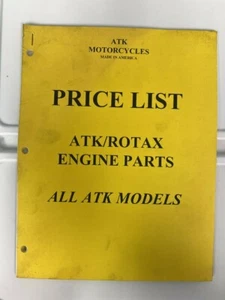 ATK
MOTORCYCLES
MADE IN AMERICA
PRICE LIST
ATK/ROTAX
ENGINE PARTS
ALL ATK MODELS